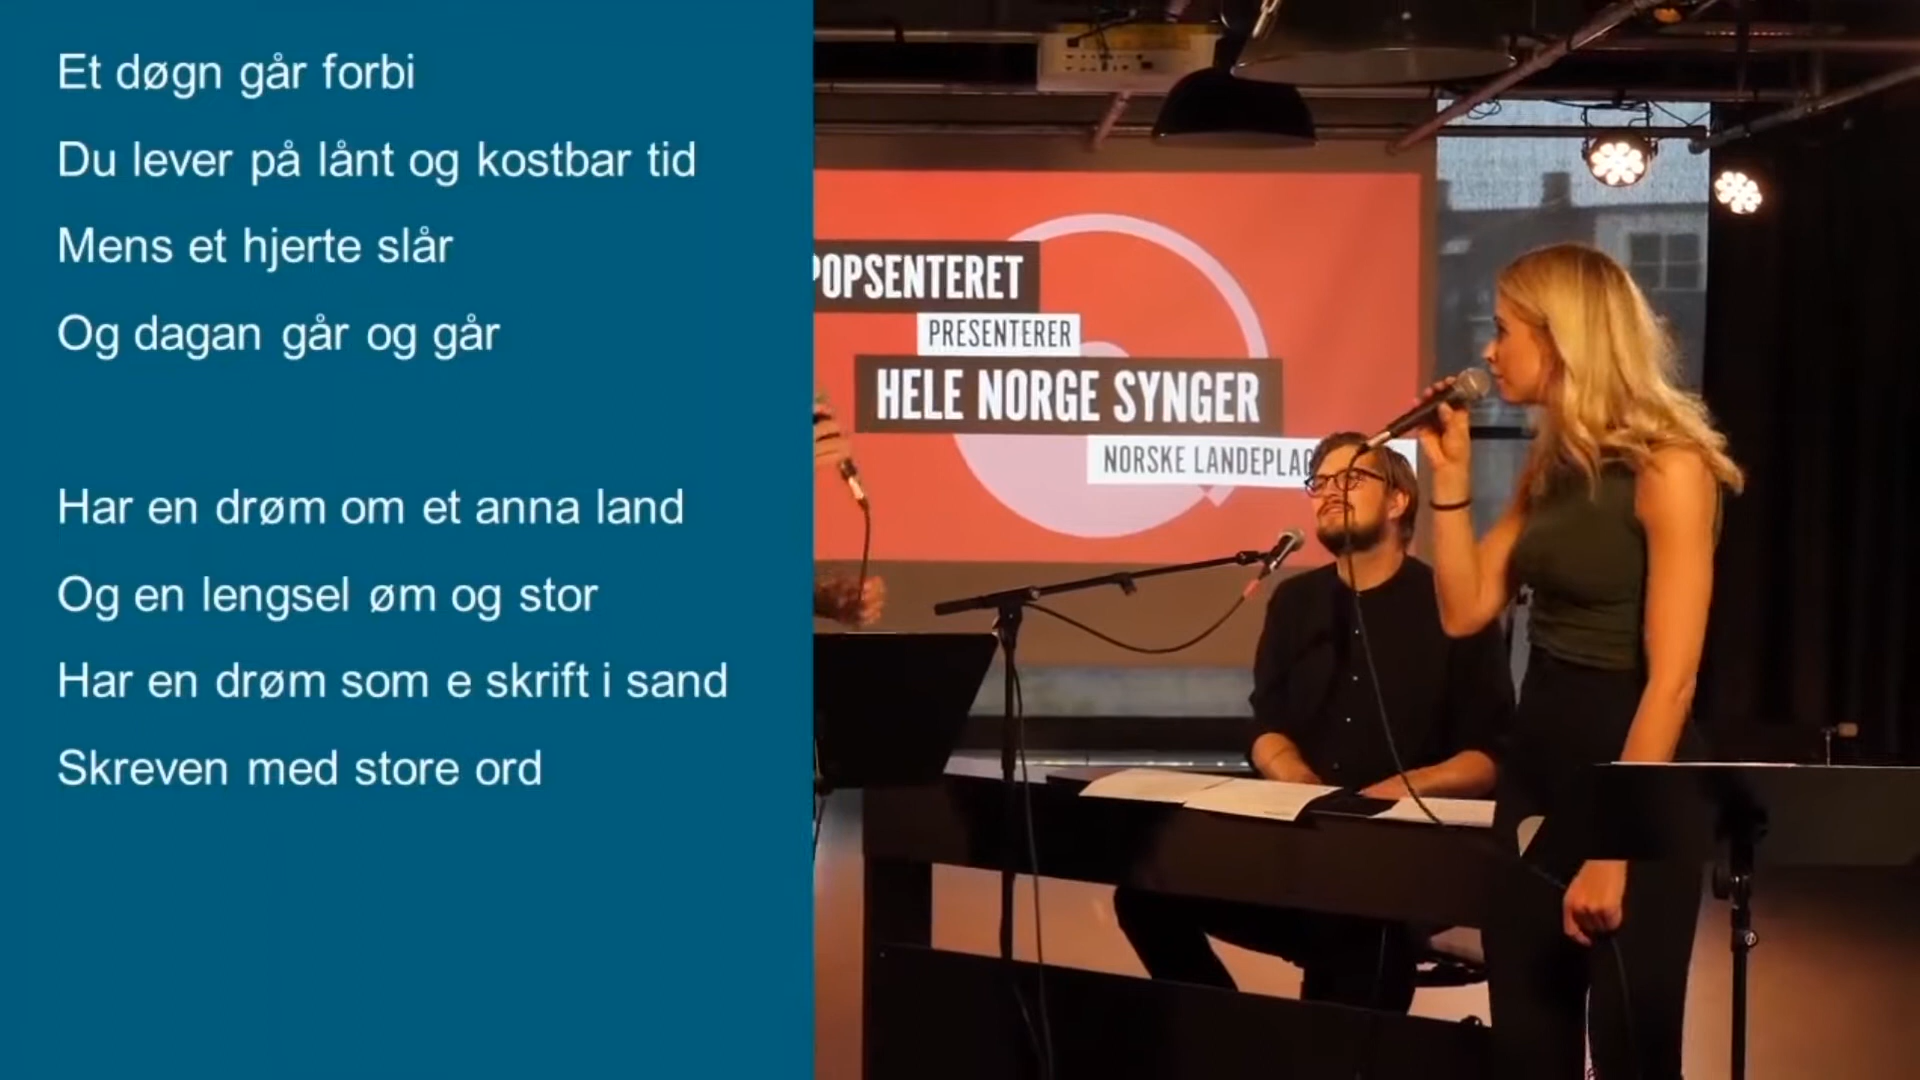 Et døgn går forbi
Du lever på lånt og kostbar tid
Mens et hjerte slår
Og dagan går og går
Har en drøm om et anna land
Og en lengsel øm og stor
Har en drøm som e skrift i sand
Skreven med store ord
POPSENTERET
PRESENTERER
HELE NORGE SYNGER
NORSKE